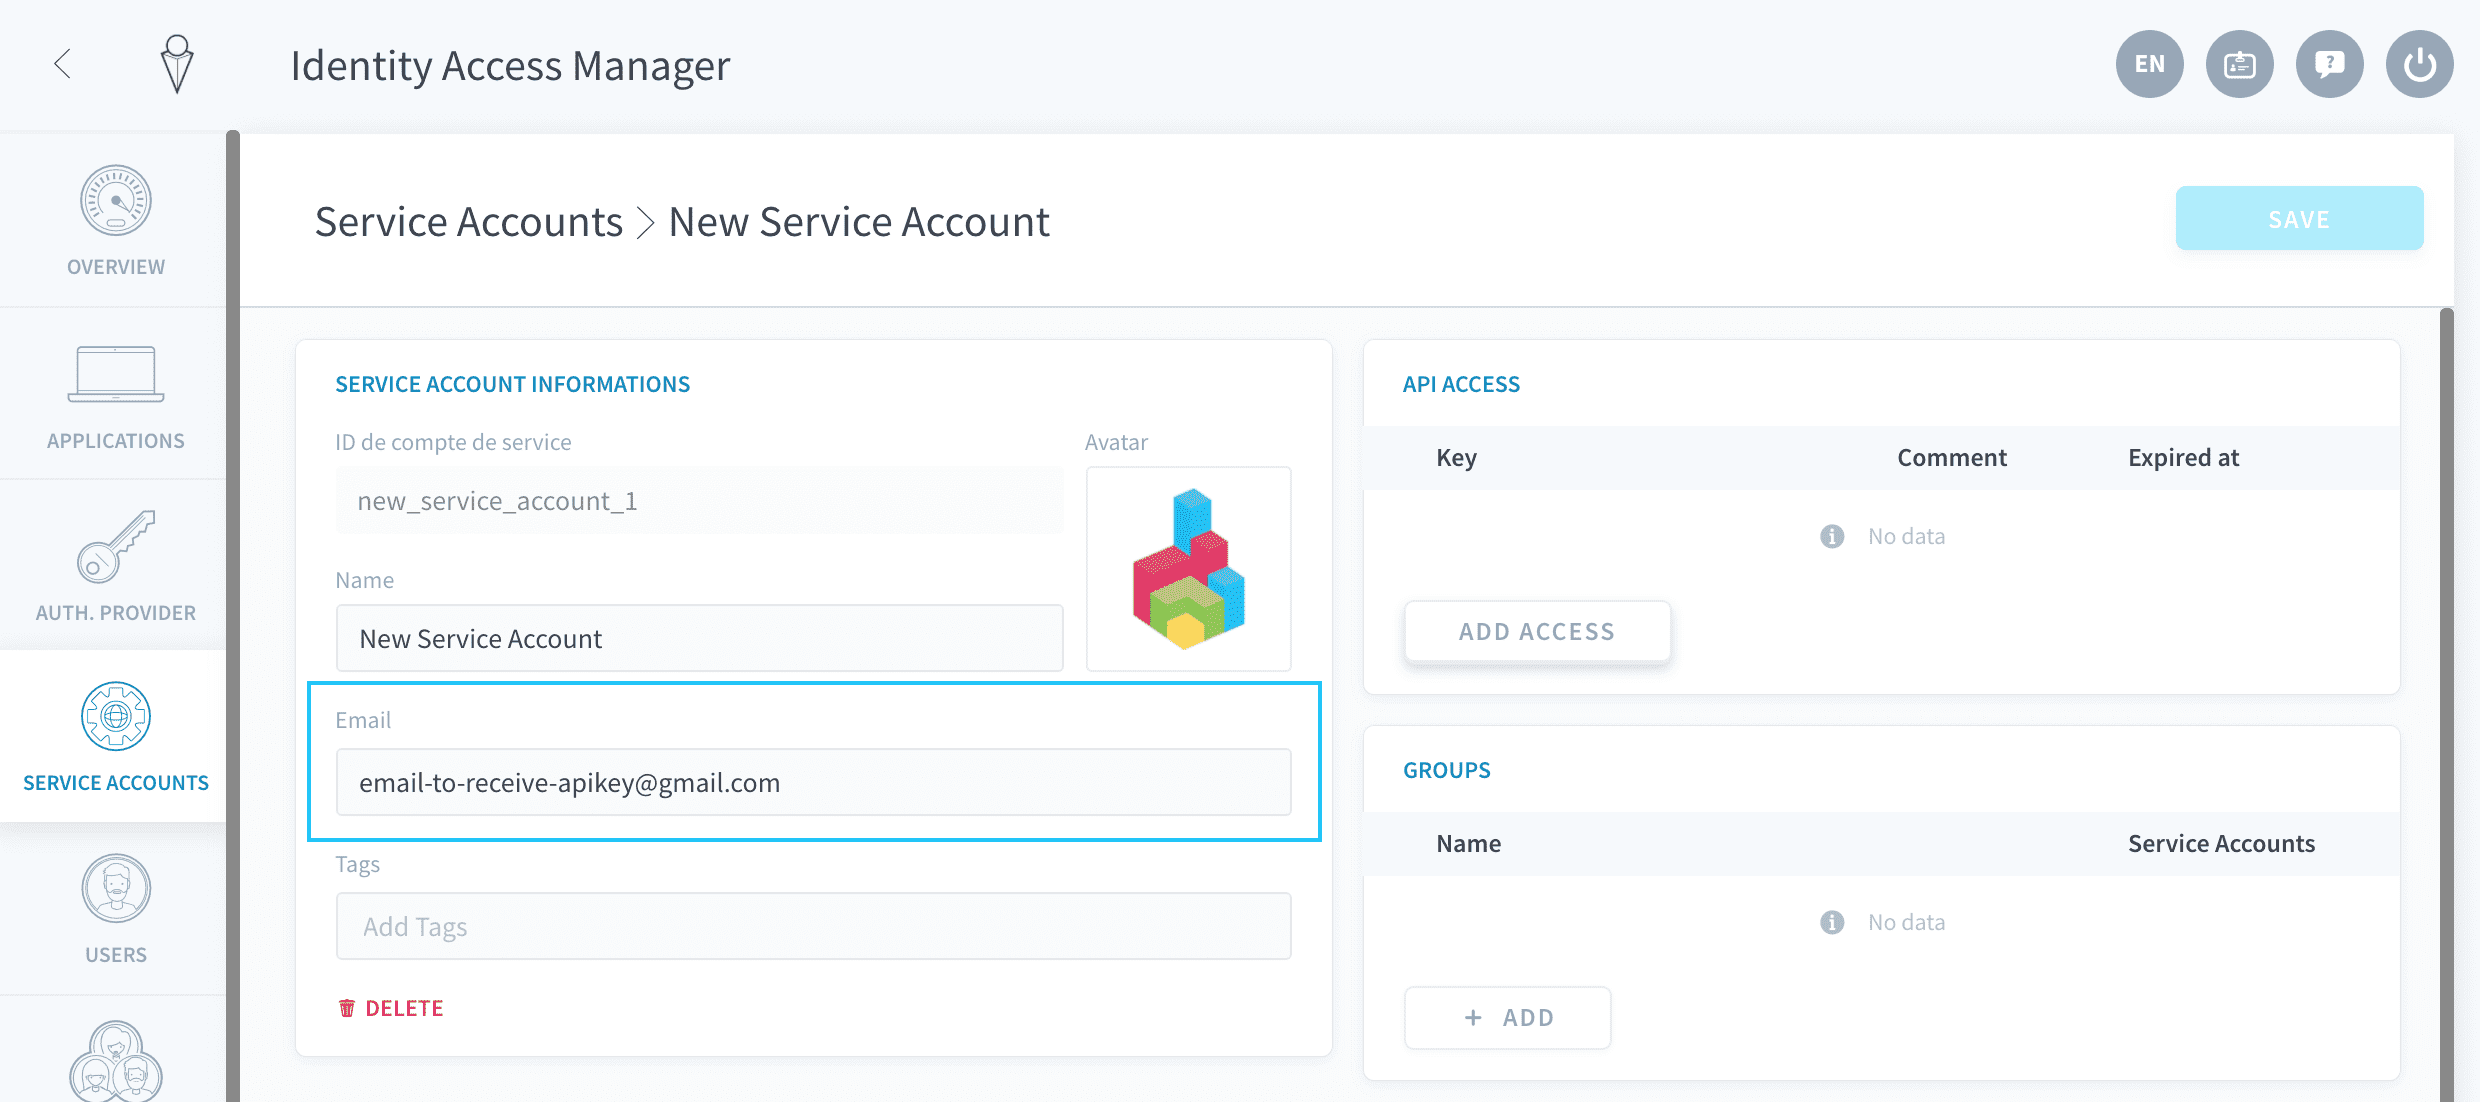 Identity Access Manager
EN
?
OVERVIEW
APPLICATIONS
AUTH. PROVIDER
SERVICE ACCOUNTS
USERS
Service Accounts > New Service Account
SAVE
SERVICE ACCOUNT INFORMATIONS
ID de compte de service
new_service_account_1
Avatar
Name
New Service Account
Email
email-to-receive-apikey@gmail.com
Tags
Add Tags
DELETE
API ACCESS
Key Comment Expired at
No data
ADD ACCESS
GROUPS
Name Service Accounts
No data
+ ADD